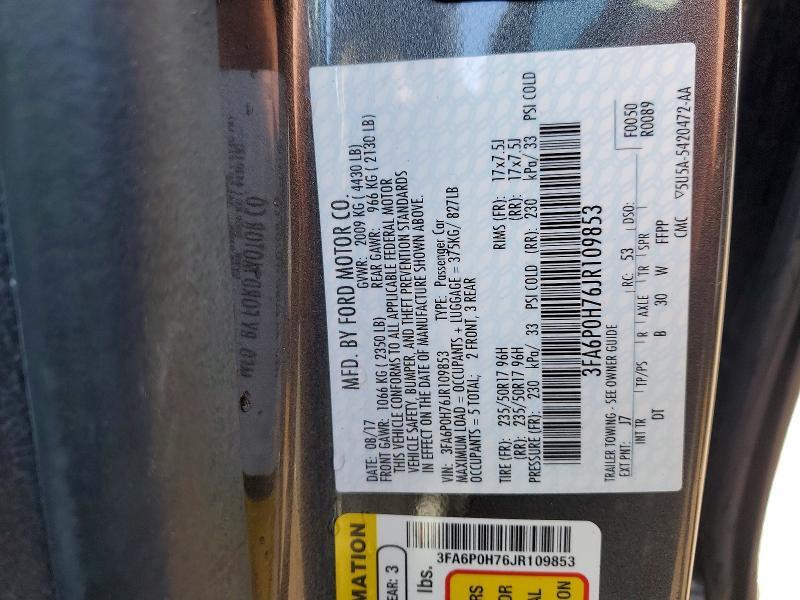 MFD. BY FORD MOTOR CO.
DATE: 08/17 GVWR: 2009 KG ( 4430 LB)
FRONT GAWR: 1066 KG ( 2350 LB) REAR GAWR: 966 KG ( 2130 LB)
THIS VEHICLE CONFORMS TO ALL APPLICABLE FEDERAL MOTOR
VEHICLE SAFETY, BUMPER, AND THEFT PREVENTION STANDARDS
IN EFFECT ON THE DATE OF MANUFACTURE SHOWN ABOVE.
VIN: 3FA6P0H76JR109853 TYPE: Passenger Car
MAXIMUM LOAD = OCCUPANTS + LUGGAGE = 375KG/ 827LB
OCCUPANTS = 5 TOTAL; 2 FRONT, 3 REAR
TIRE (FR): 235/50R17 96H RIMS (FR): 17x7.5J
(RR): 235/50R17 96H (RR): 17x7.5J
PRESSURE (FR): 230 kPa/ 33 PSI COLD (RR): 230 kPa/ 33 PSI COLD
3FA6P0H76JR109853
TRAILER TOWING - SEE OWNER GUIDE F0050
EXT PNT: J7 RC: 53 DSO: R0089
INT TR TP/PS R AXLE TR SPR
DT B 30 W FFPP
CMC ▽5U5A-5420472-AA
MATION
EAR: 3
lbs.
3FA6P0H76JR109853